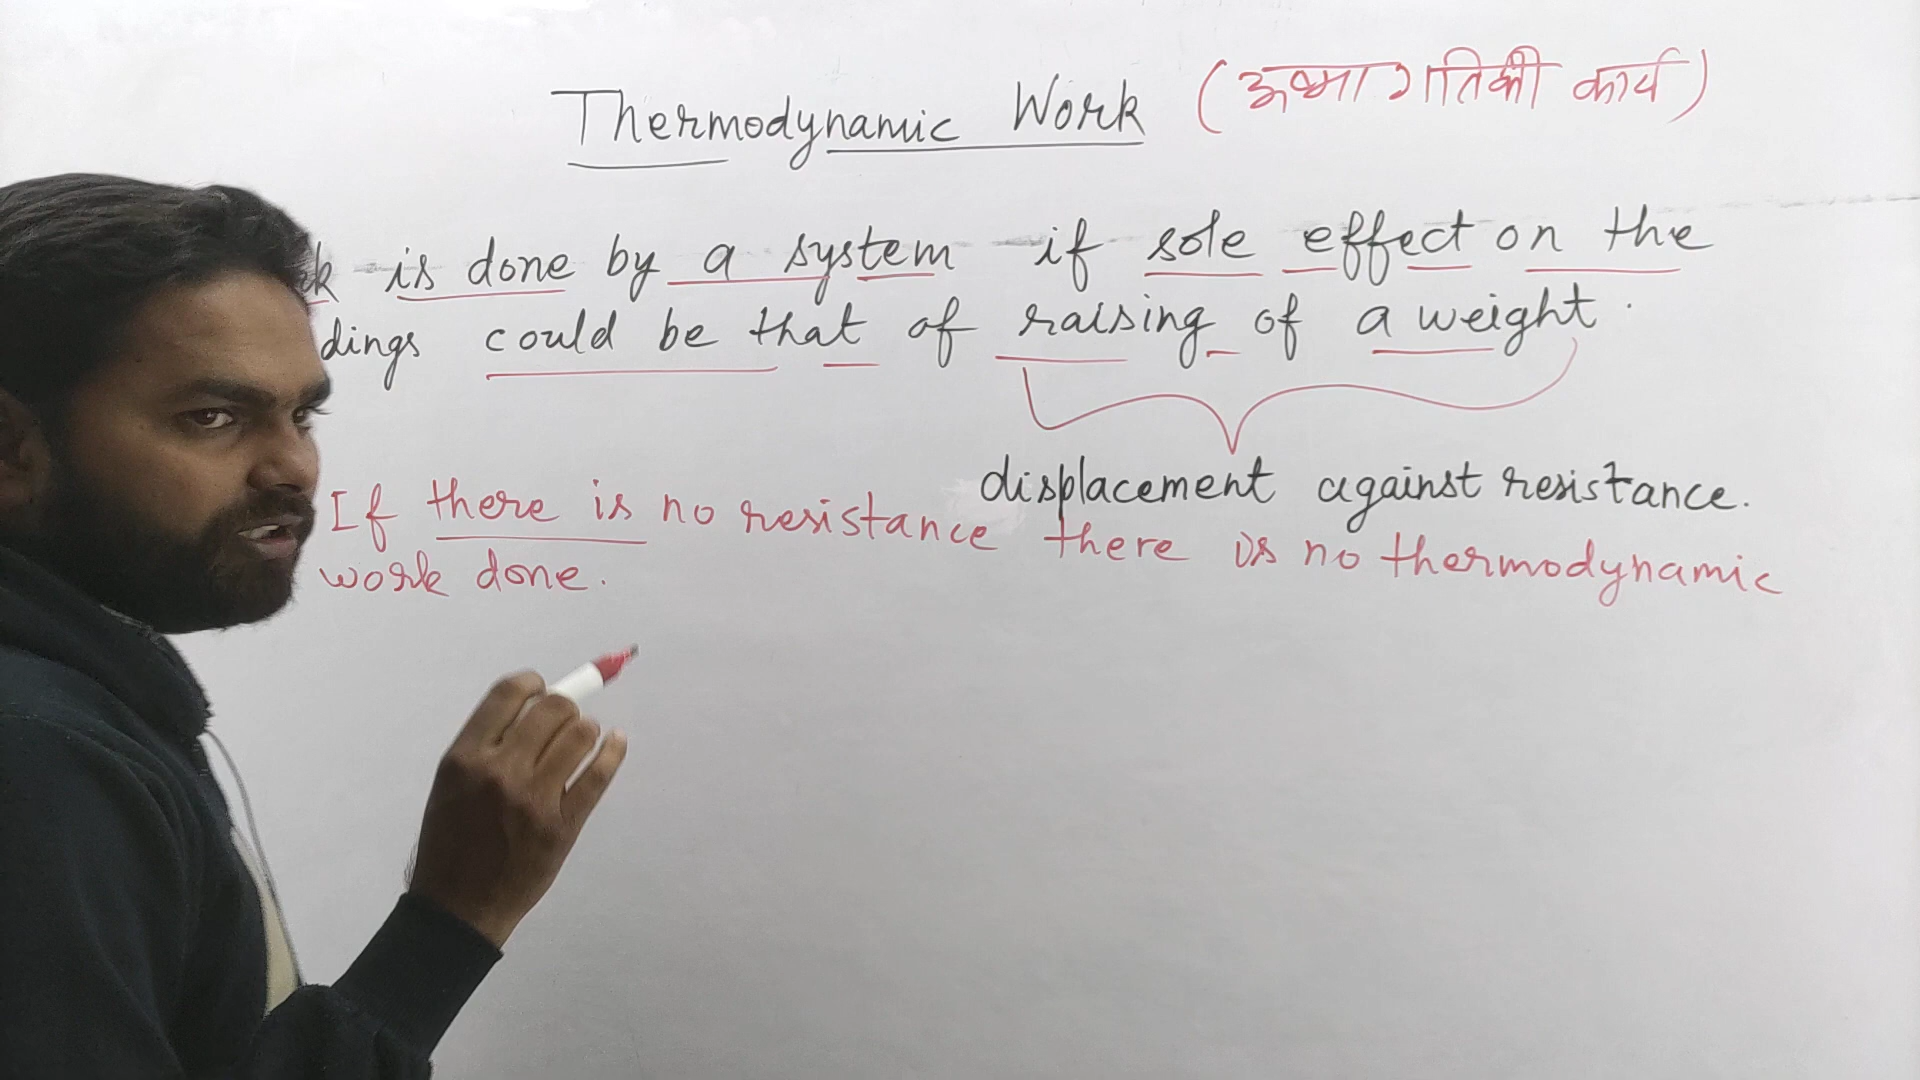 Thermodynamic Work (ऊष्मागतिकी कार्य)
is done by a system if sole effect on the
dings could be that of raising of a weight.
displacement against resistance.
If there is no resistance there is no thermodynamic
work done.